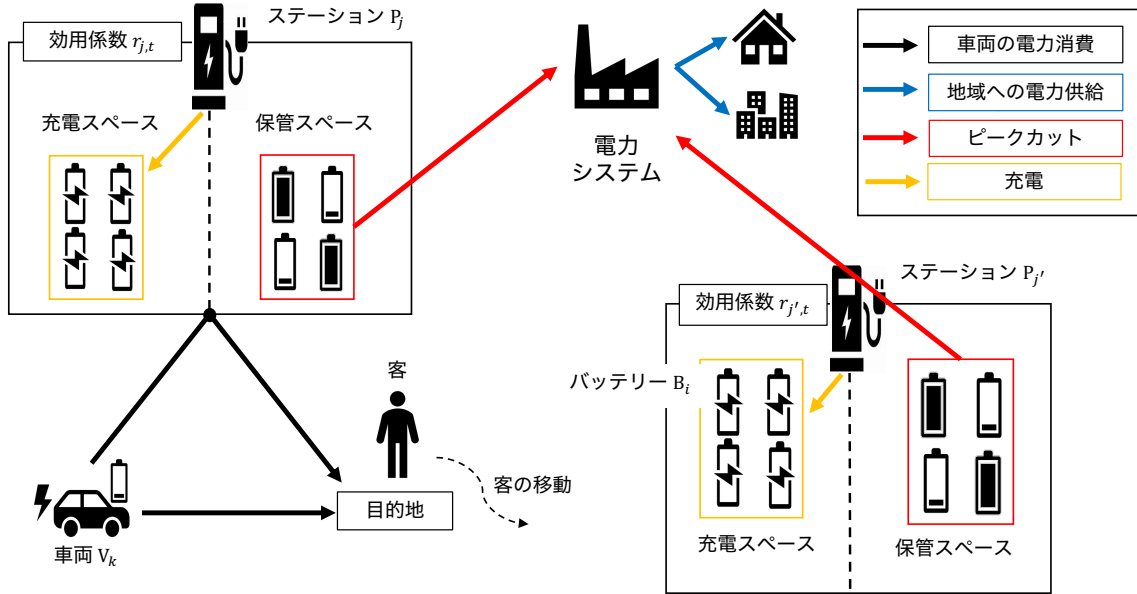 ステーション P_j
効用係数 r_{j,t}
充電スペース
保管スペース
電力
システム
車両の電力消費
地域への電力供給
ピークカット
充電
ステーション P_{j'}
効用係数 r_{j',t}
バッテリー B_i
充電スペース
保管スペース
客
客の移動
目的地
車両 V_k